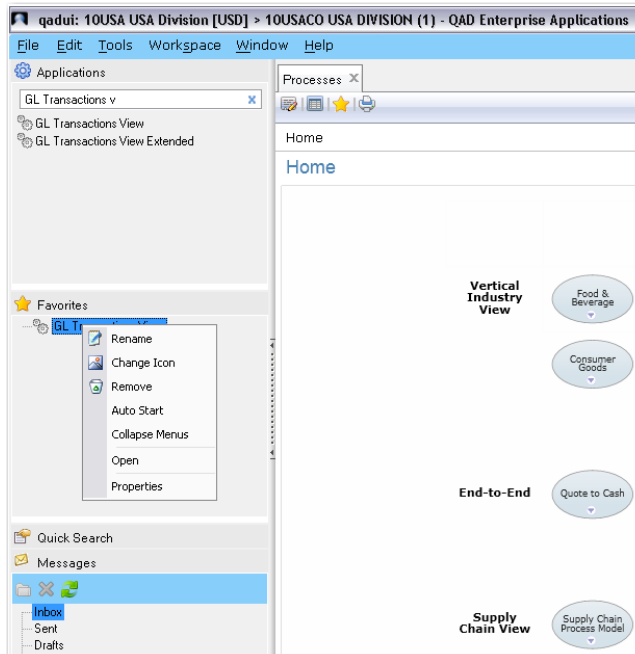 qadui: 10USA USA Division [USD] > 10USACO USA DIVISION (1) - QAD Enterprise Applications
File Edit Tools Workspace Window Help
Applications
GL Transactions v
GL Transactions View
GL Transactions View Extended
Favorites
Rename
Change Icon
Remove
Auto Start
Collapse Menus
Open
Properties
Quick Search
Messages
Inbox
Sent
Drafts
Processes
Home
Home
Vertical
Industry
View
Food &
Beverage
Consumer
Goods
End-to-End
Quote to Cash
Supply
Chain View
Supply Chain
Process Model